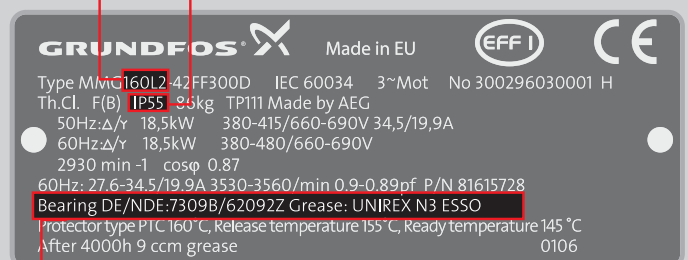 GRUNDFOS Made in EU EFF I CE
Type MMG160L2-42FF300D IEC 60034 3~Mot No 300296030001 H
Th.Cl. F(B) IP55 86kg TP111 Made by AEG
50Hz:Δ/Y 18,5kW 380-415/660-690V 34,5/19,9A
60Hz:Δ/Y 18,5kW 380-480/660-690V
2930 min -1 cosφ 0.87
60Hz: 27.6-34.5/19.9A 3530-3560/min 0.9-0.89pf P/N 81615728
Bearing DE/NDE:7309B/62092Z Grease: UNIREX N3 ESSO
Protector type PTC 160°C, Release temperature 155°C, Ready temperature 145 °C
After 4000h 9 ccm grease 0106